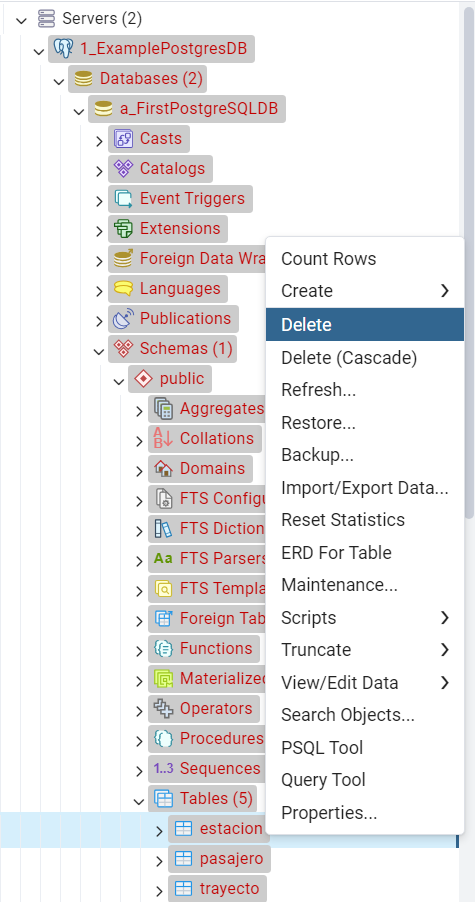 Servers (2)
1_ExamplePostgresDB
Databases (2)
a_FirstPostgreSQLDB
Casts
Catalogs
Event Triggers
Extensions
Foreign Data Wra
Languages
Publications
Schemas (1)
public
Aggregates
A
B
Collations
Domains
FTS Configu
FTS Diction
Aa FTS Parsers
FTS Templa
Foreign Tab
Functions
Materialized
Operators
Procedures
1..3 Sequences
Tables (5)
estacion
pasajero
trayecto
Count Rows
Create
Delete
Delete (Cascade)
Refresh...
Restore...
Backup...
Import/Export Data...
Reset Statistics
ERD For Table
Maintenance...
Scripts
Truncate
View/Edit Data
Search Objects...
PSQL Tool
Query Tool
Properties...